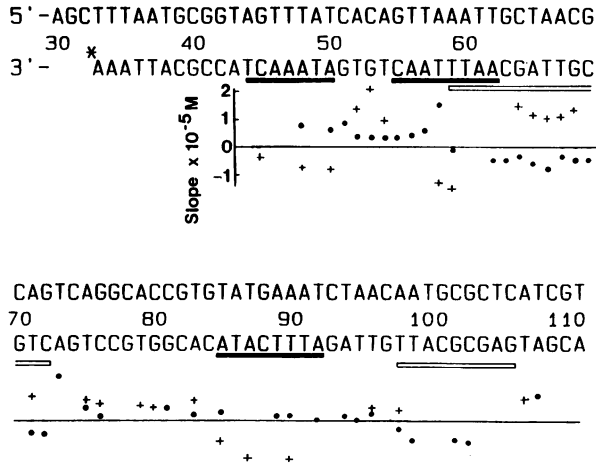 5'-AGCTTTAATGCGGTAGTTTATCACAGTTAAATTGCTAACG
30 * 40 50 60
3'- AAATTACGCCATCAAATAGTGTCAATTTAACGATTGC
2
1
0
-1
Slope x 10⁻⁵ M
CAGTCAGGCACCGTGTATGAAATCTAACAATGCGCTCATCGT
70 80 90 100 110
GTCAGTCCGTGGCACATACTTTAGATTGTTACGCGAGTAGCA